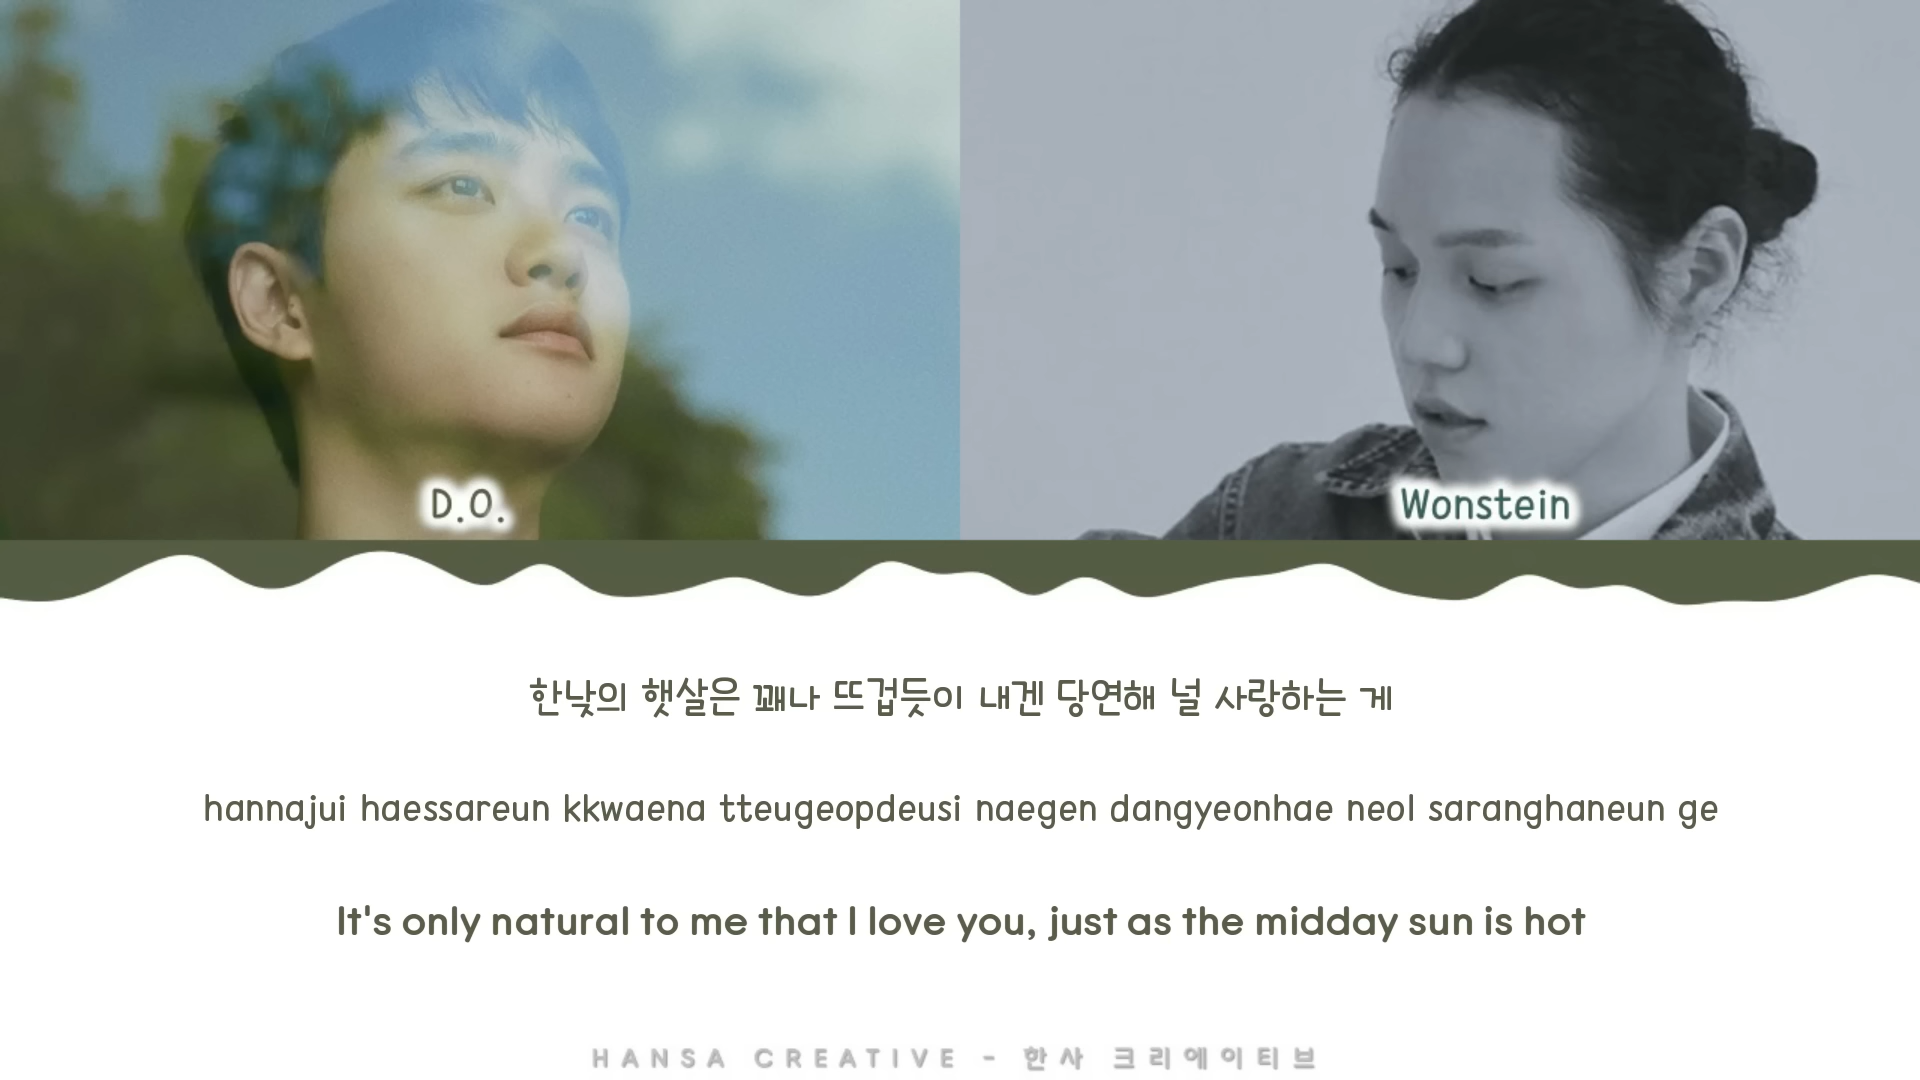 D.O.
Wonstein
한낮의 햇살은 꽤나 뜨겁듯이 내겐 당연해 널 사랑하는 게
hannajui haessareun kkwaena tteugeopdeusi naegen dangyeonhae neol saranghaneun ge
It's only natural to me that I love you, just as the midday sun is hot
HANSA CREATIVE - 한사 크리에이티브